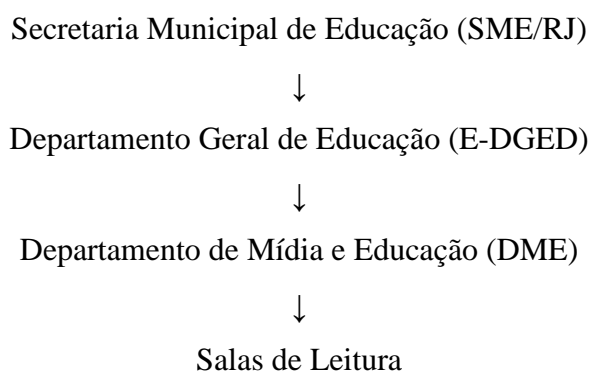 Secretaria Municipal de Educação (SME/RJ)
↓
Departamento Geral de Educação (E-DGED)
↓
Departamento de Mídia e Educação (DME)
↓
Salas de Leitura